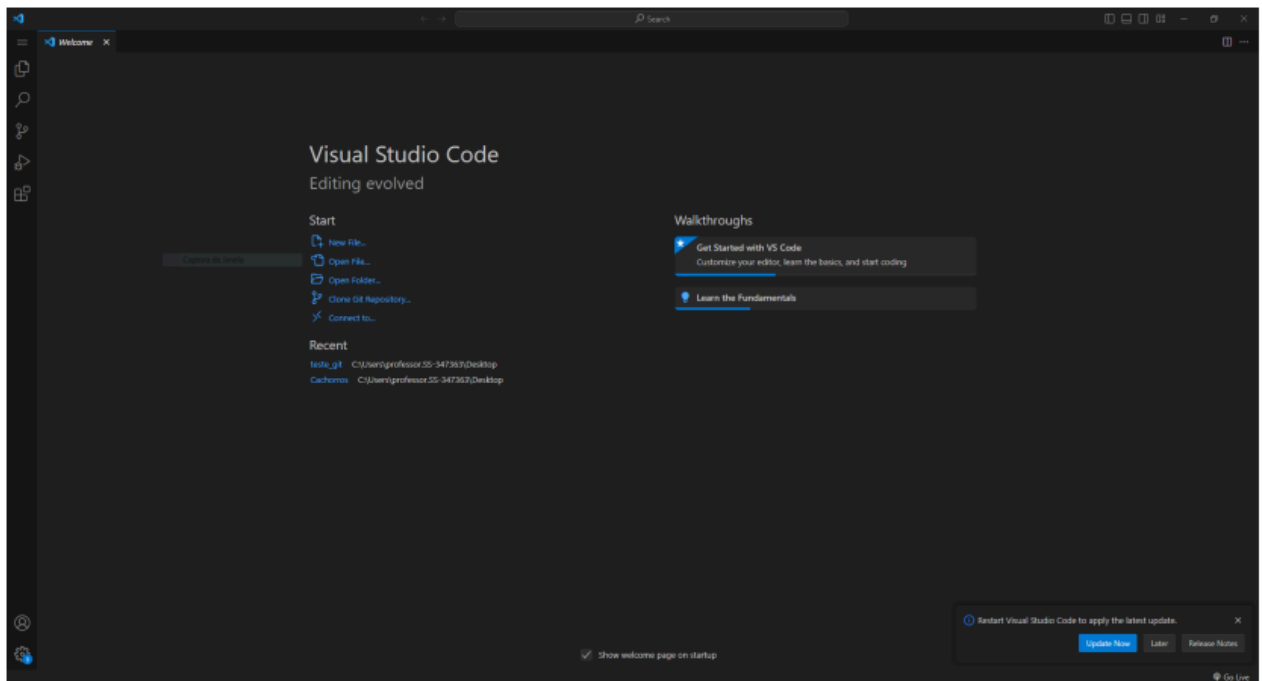 Search
Welcome
Visual Studio Code
Editing evolved
Start
New File...
Open File...
Open Folder...
Clone Git Repository...
Connect to...
Recent
teste_git C:\Users\professor.SS-347363\Desktop
Cachorros C:\Users\professor.SS-347363\Desktop
Walkthroughs
Get Started with VS Code
Customize your editor, learn the basics, and start coding
Learn the Fundamentals
Restart Visual Studio Code to apply the latest update.
Update Now Later Release Notes
Show welcome page on startup
Go Live